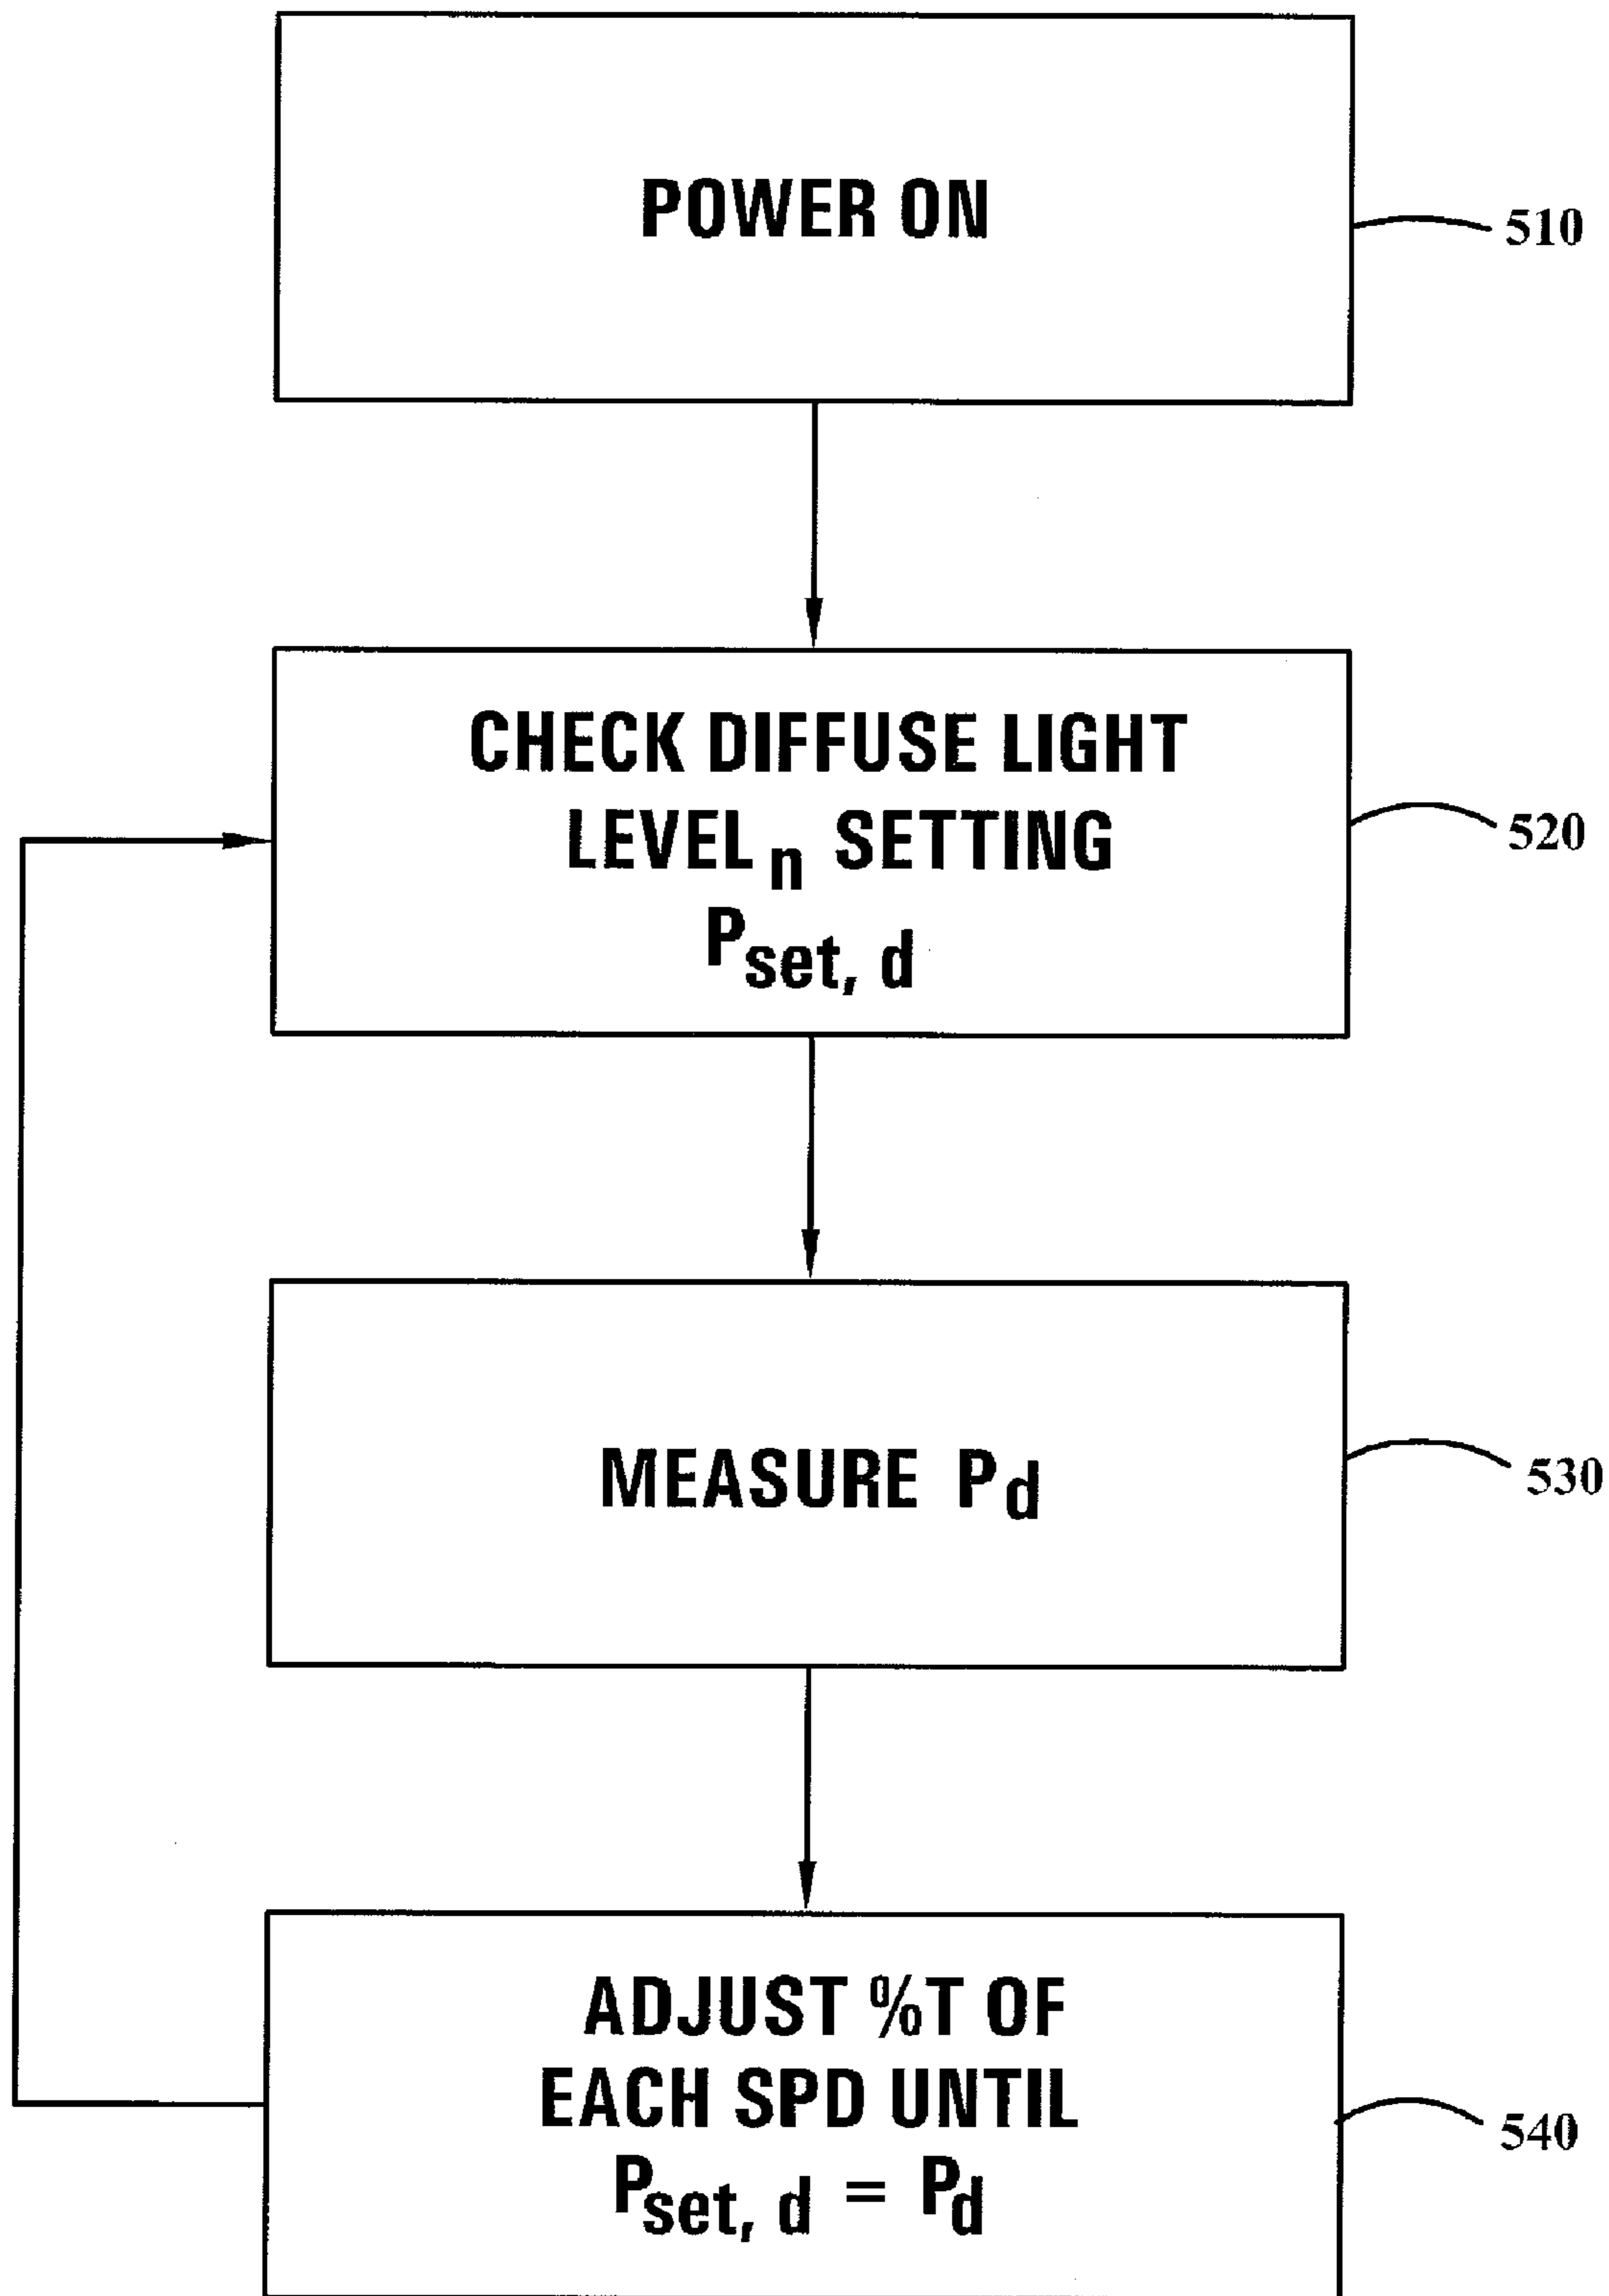 POWER ON
510
CHECK DIFFUSE LIGHT
LEVELn SETTING
Pset, d
520
MEASURE Pd
530
ADJUST %T OF
EACH SPD UNTIL
Pset, d = Pd
540